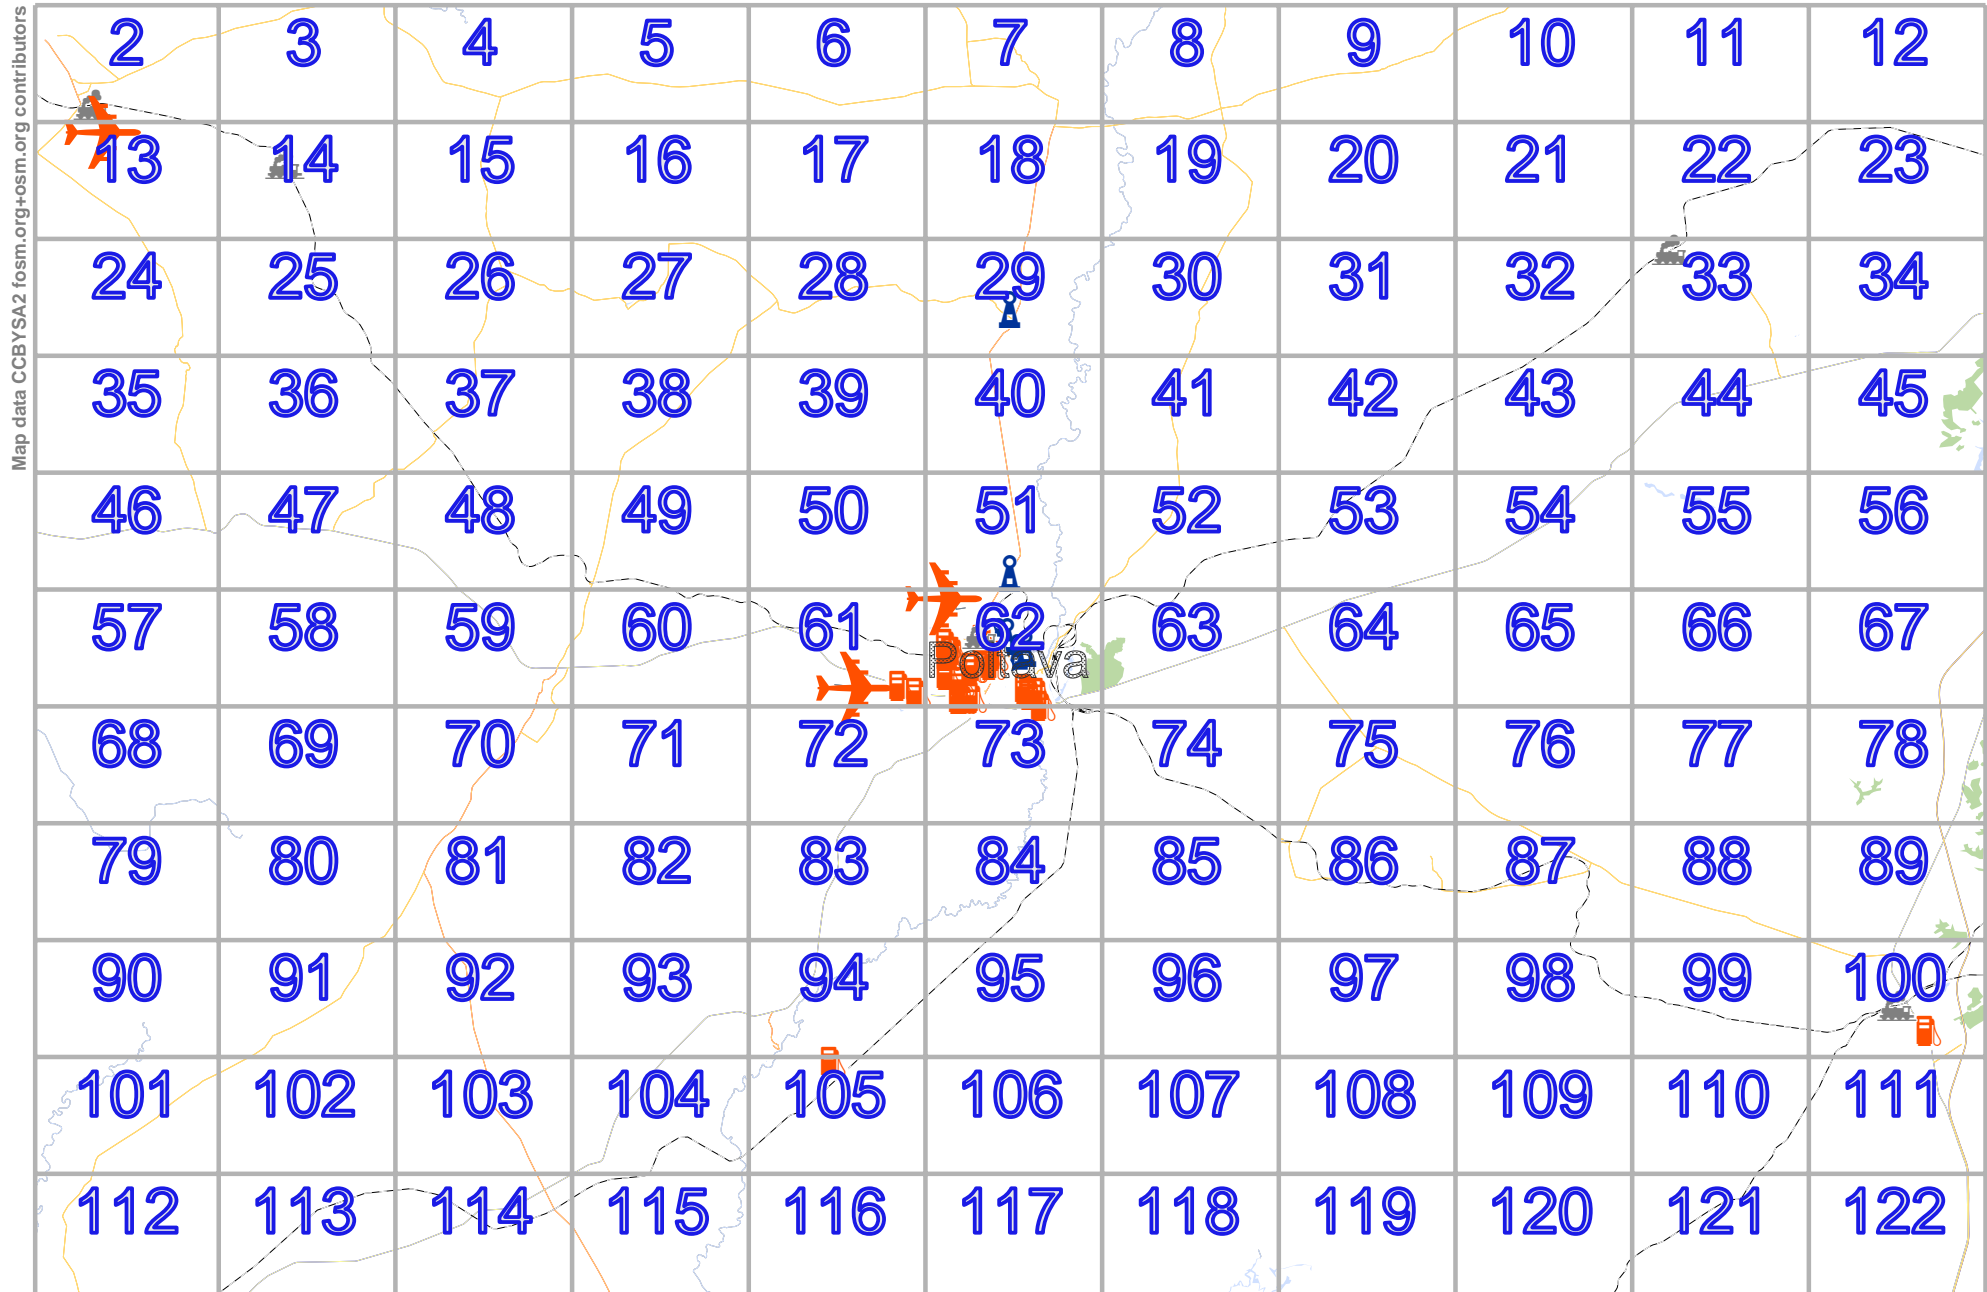 Map data CCBYSA2 fosm.org+osm.org contributors
2 3 4 5 6 7 8 9 10 11 12
13 14 15 16 17 18 19 20 21 22 23
24 25 26 27 28 29 30 31 32 33 34
35 36 37 38 39 40 41 42 43 44 45
46 47 48 49 50 51 52 53 54 55 56
57 58 59 60 61 62 63 64 65 66 67
Poltava
68 69 70 71 72 73 74 75 76 77 78
79 80 81 82 83 84 85 86 87 88 89
90 91 92 93 94 95 96 97 98 99 100
101 102 103 104 105 106 107 108 109 110 111
112 113 114 115 116 117 118 119 120 121 122